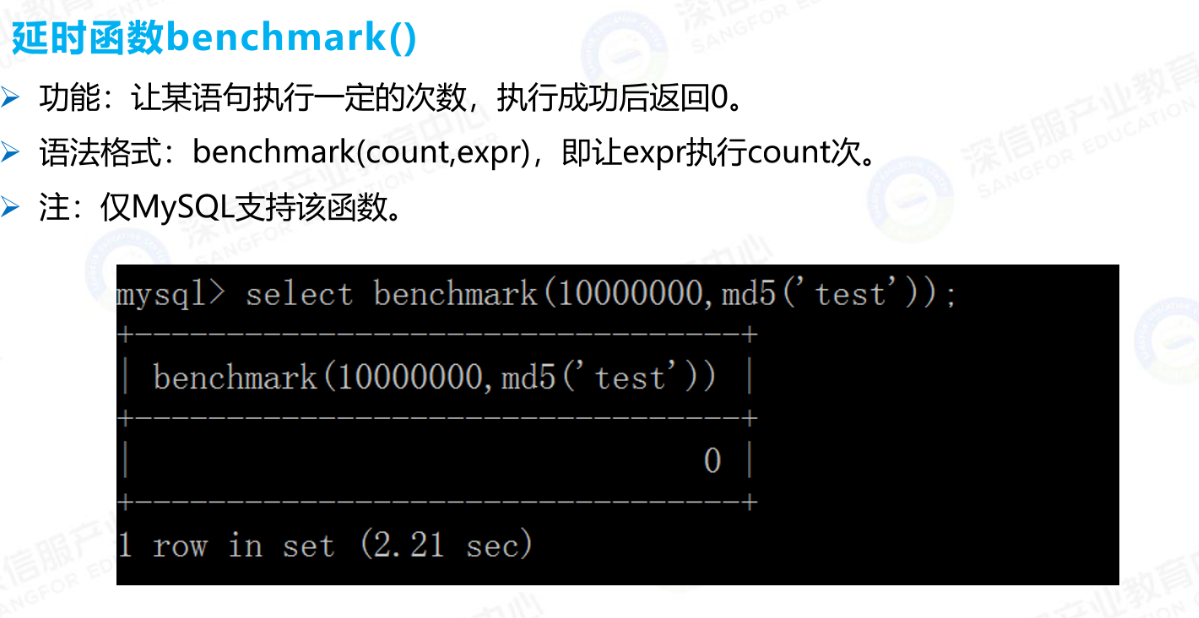 延时函数benchmark()
功能：让某语句执行一定的次数，执行成功后返回0。
语法格式：benchmark(count,expr)，即让expr执行count次。
注：仅MySQL支持该函数。
mysql> select benchmark(10000000,md5('test'));
+---------------------------------+
| benchmark(10000000,md5('test')) |
+---------------------------------+
|                               0 |
+---------------------------------+
1 row in set (2.21 sec)
深信服产业教育中心
SANGFOR EDUCATION CENTER